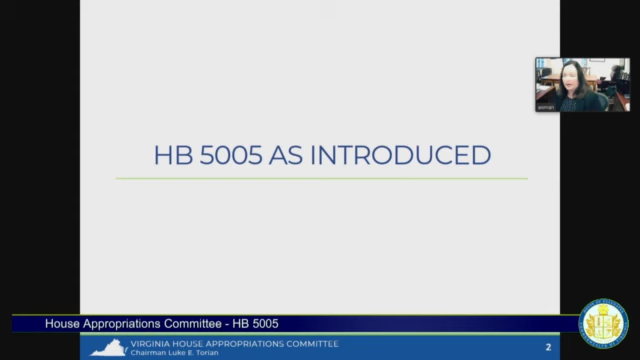 HB 5005 AS INTRODUCED
House Appropriations Committee - HB 5005
VIRGINIA HOUSE APPROPRIATIONS COMMITTEE
Chairman Luke E. Torian
2